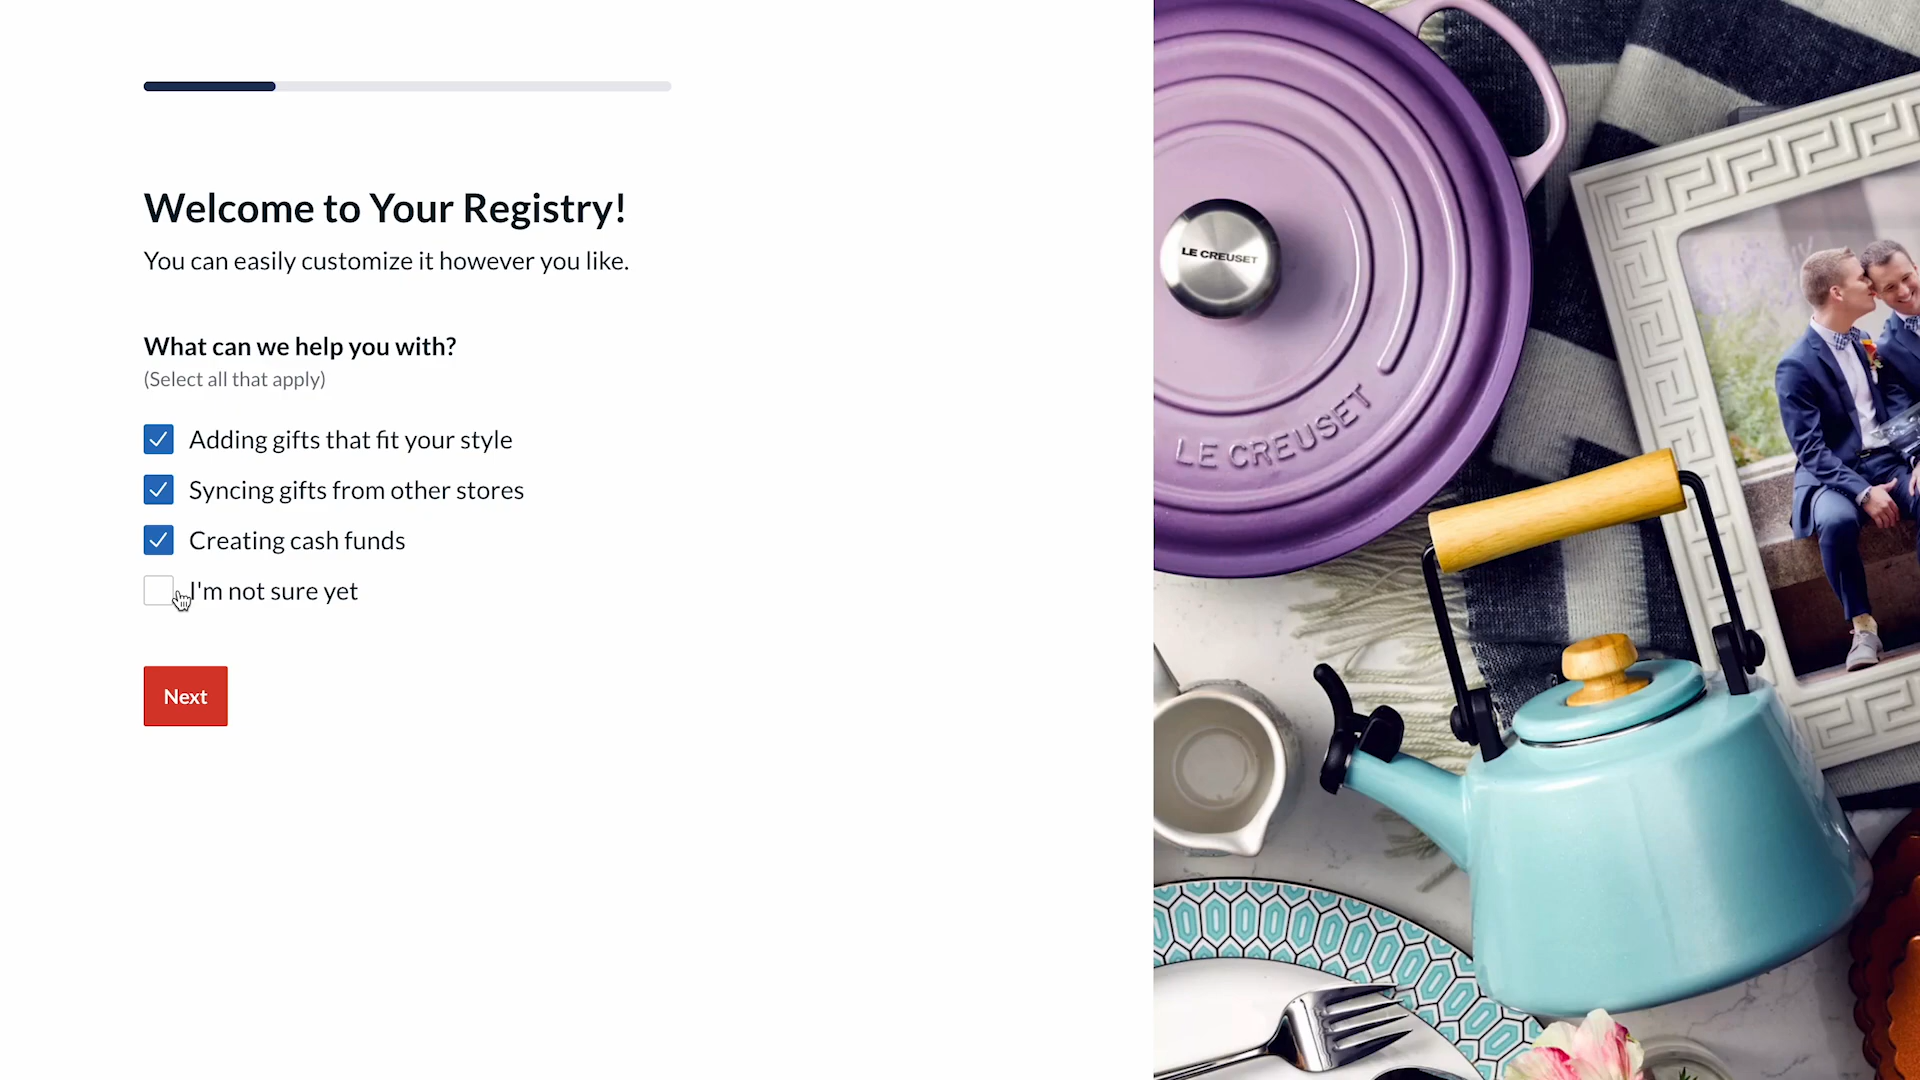 Welcome to Your Registry!
You can easily customize it however you like.
What can we help you with?
(Select all that apply)
Adding gifts that fit your style
Syncing gifts from other stores
Creating cash funds
I'm not sure yet
Next
LE CREUSET
LE CREUSET